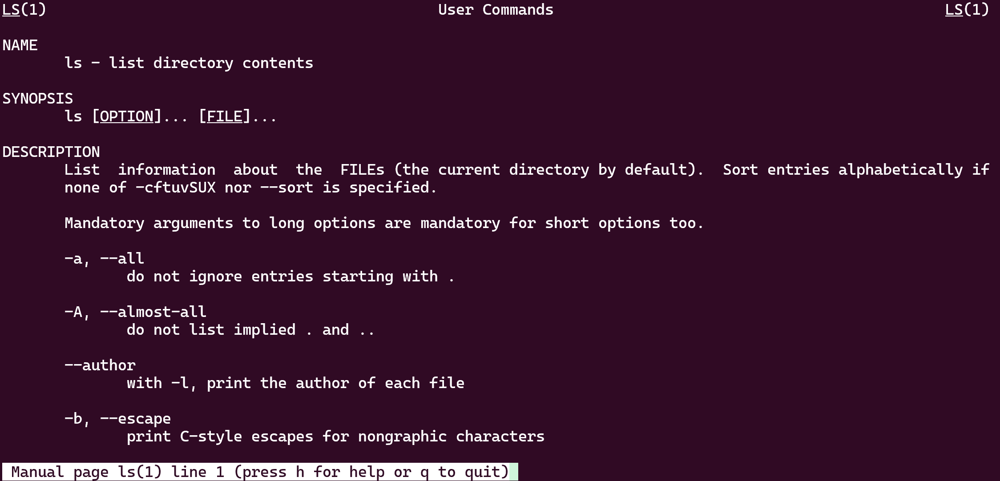 LS(1) User Commands LS(1)
NAME
ls - list directory contents
SYNOPSIS
ls [OPTION]... [FILE]...
DESCRIPTION
List information about the FILEs (the current directory by default). Sort entries alphabetically if
none of -cftuvSUX nor --sort is specified.
Mandatory arguments to long options are mandatory for short options too.
-a, --all
do not ignore entries starting with .
-A, --almost-all
do not list implied . and ..
--author
with -l, print the author of each file
-b, --escape
print C-style escapes for nongraphic characters
Manual page ls(1) line 1 (press h for help or q to quit)